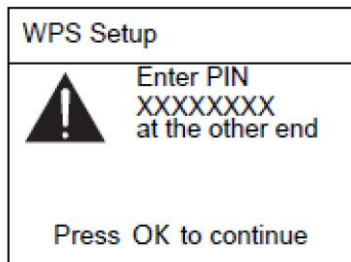 WPS Setup
Enter PIN
XXXXXXXX
at the other end
Press OK to continue